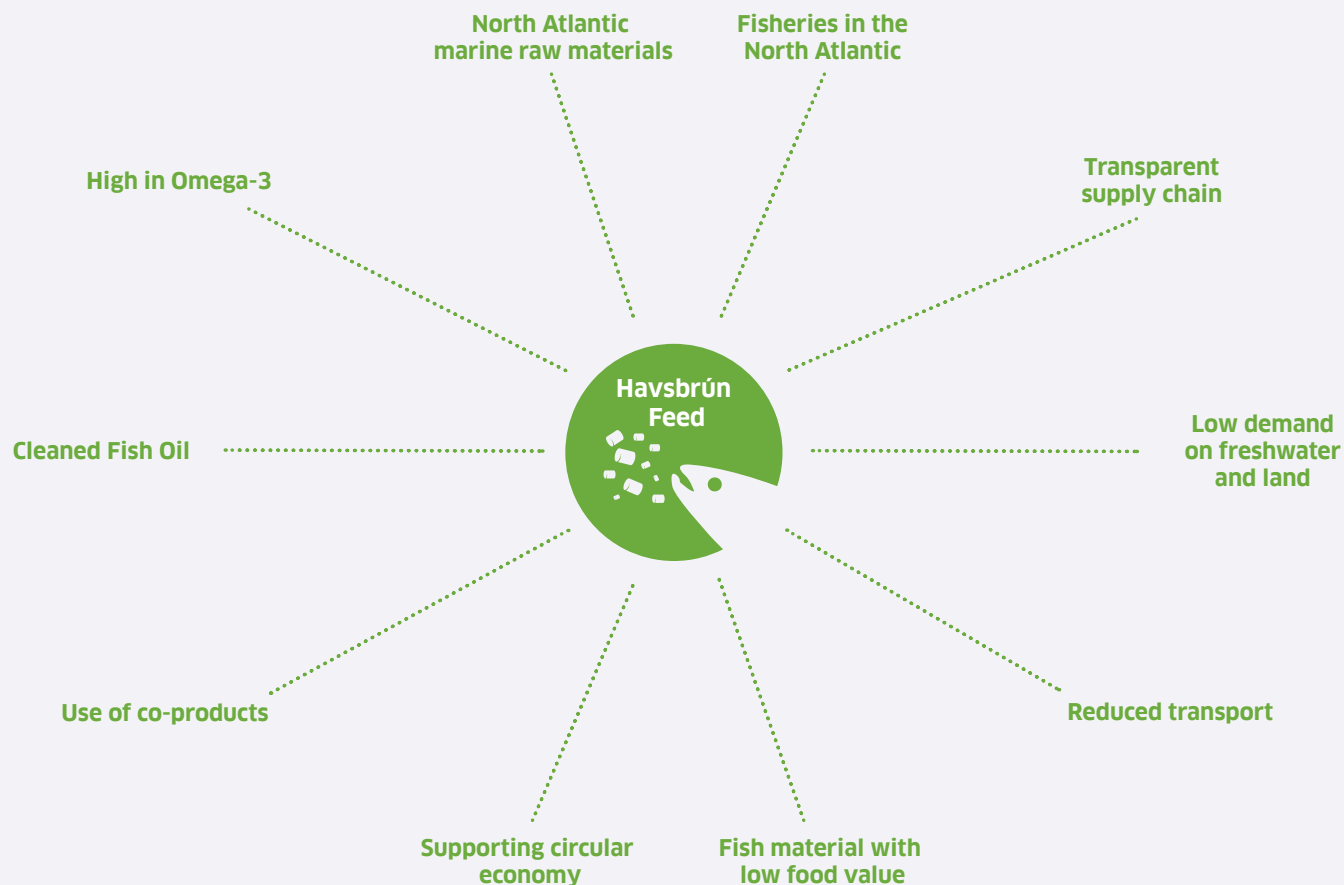 North Atlantic
marine raw materials
Fisheries in the
North Atlantic
High in Omega-3
Transparent
supply chain
Havsbrún
Feed
Cleaned Fish Oil
Low demand
on freshwater
and land
Use of co-products
Reduced transport
Supporting circular
economy
Fish material with
low food value